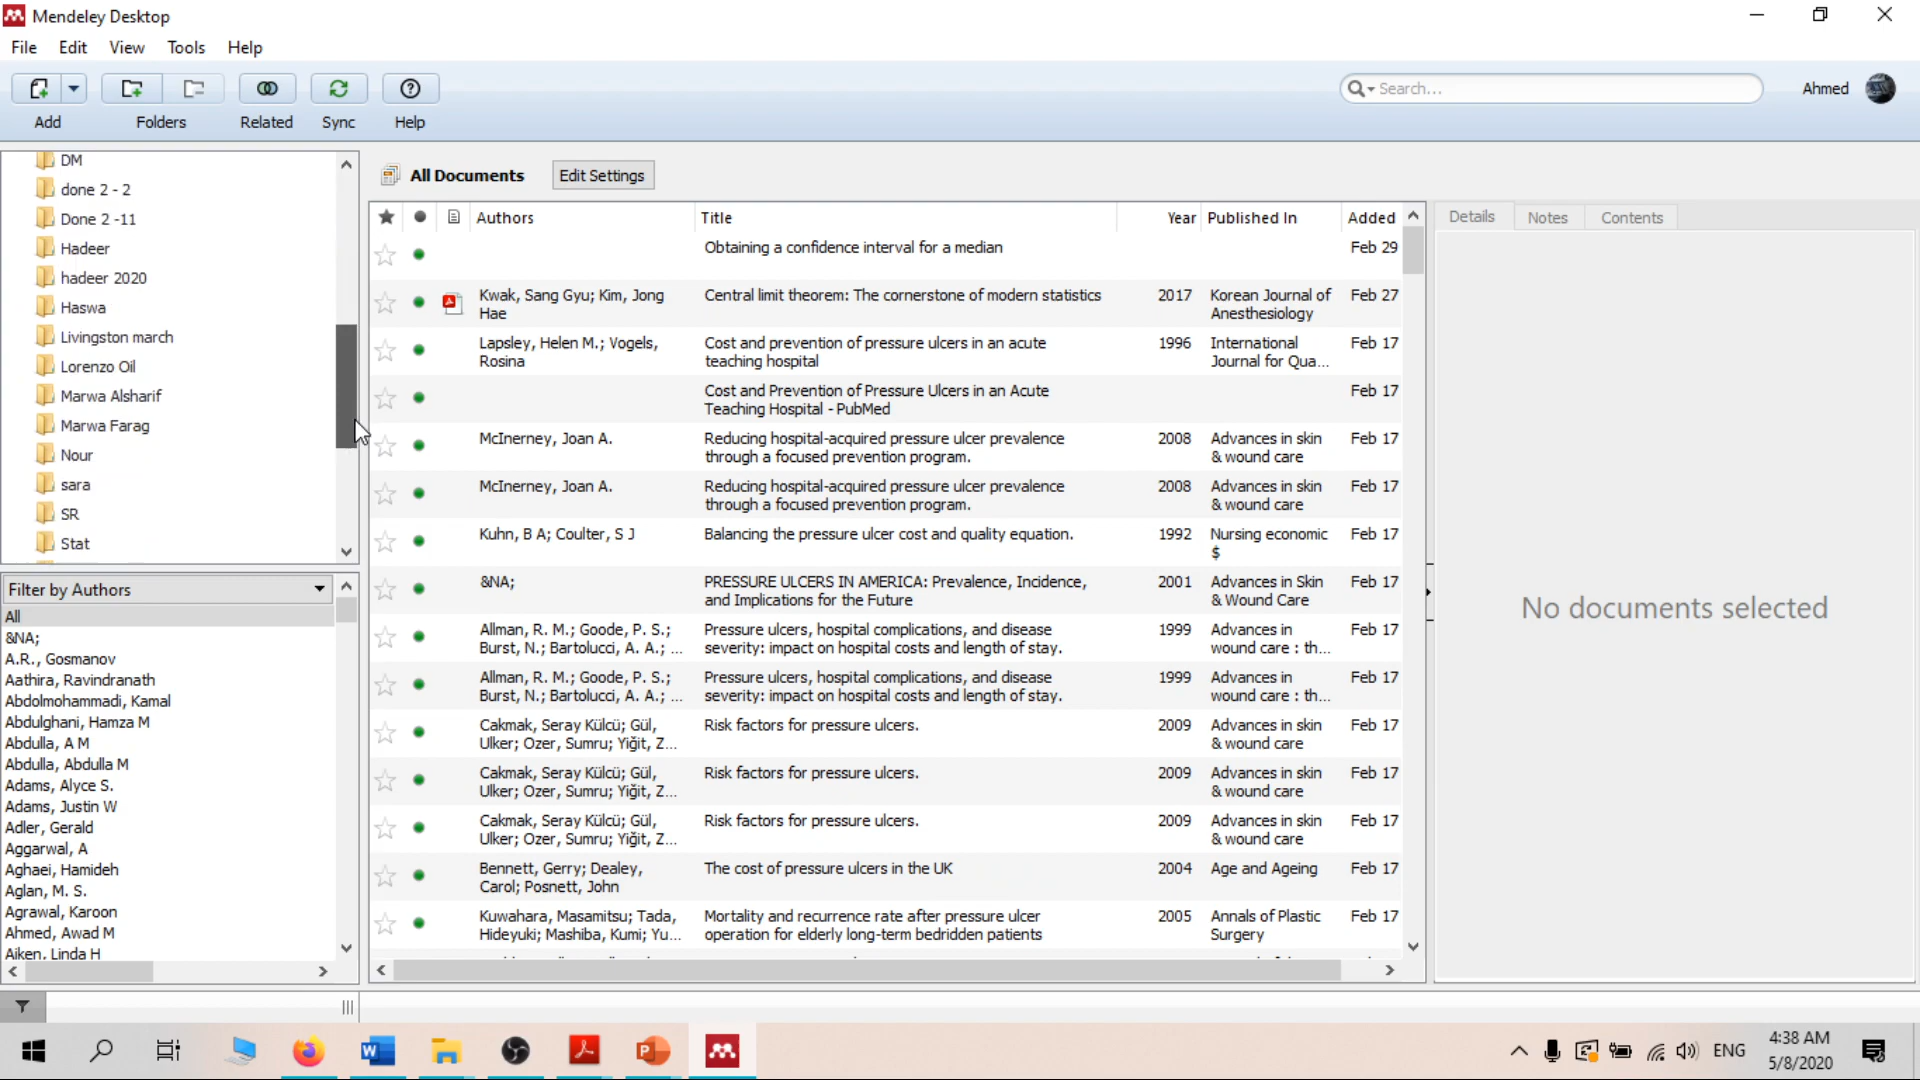 Mendeley Desktop
File Edit View Tools Help
Search...
Ahmed
Add Folders Related Sync Help
DM
done 2 - 2
Done 2 -11
Hadeer
hadeer 2020
Haswa
Livingston march
Lorenzo Oil
Marwa Alsharif
Marwa Farag
Nour
sara
SR
Stat
Filter by Authors
All
&NA;
A.R., Gosmanov
Aathira, Ravindranath
Abdolmohammadi, Kamal
Abdulghani, Hamza M
Abdulla, A M
Abdulla, Abdulla M
Adams, Alyce S.
Adams, Justin W
Adler, Gerald
Aggarwal, A
Aghaei, Hamideh
Aglan, M. S.
Agrawal, Karoon
Ahmed, Awad M
Aiken, Linda H
All Documents Edit Settings
Authors Title Year Published In Added
Obtaining a confidence interval for a median Feb 29
Kwak, Sang Gyu; Kim, Jong Central limit theorem: The cornerstone of modern statistics 2017 Korean Journal of Feb 27
Hae Anesthesiology
Lapsley, Helen M.; Vogels, Cost and prevention of pressure ulcers in an acute 1996 International Feb 17
Rosina teaching hospital Journal for Qua...
Cost and Prevention of Pressure Ulcers in an Acute Feb 17
Teaching Hospital - PubMed
McInerney, Joan A. Reducing hospital-acquired pressure ulcer prevalence 2008 Advances in skin Feb 17
through a focused prevention program. & wound care
McInerney, Joan A. Reducing hospital-acquired pressure ulcer prevalence 2008 Advances in skin Feb 17
through a focused prevention program. & wound care
Kuhn, B A; Coulter, S J Balancing the pressure ulcer cost and quality equation. 1992 Nursing economic Feb 17
$
&NA; PRESSURE ULCERS IN AMERICA: Prevalence, Incidence, 2001 Advances in Skin Feb 17
and Implications for the Future & Wound Care
Allman, R. M.; Goode, P. S.; Pressure ulcers, hospital complications, and disease 1999 Advances in Feb 17
Burst, N.; Bartolucci, A. A.; ... severity: impact on hospital costs and length of stay. wound care : th...
Allman, R. M.; Goode, P. S.; Pressure ulcers, hospital complications, and disease 1999 Advances in Feb 17
Burst, N.; Bartolucci, A. A.; ... severity: impact on hospital costs and length of stay. wound care : th...
Cakmak, Seray Külcü; Gül, Risk factors for pressure ulcers. 2009 Advances in skin Feb 17
Ulker; Ozer, Sumru; Yiğit, Z... & wound care
Cakmak, Seray Külcü; Gül, Risk factors for pressure ulcers. 2009 Advances in skin Feb 17
Ulker; Ozer, Sumru; Yiğit, Z... & wound care
Cakmak, Seray Külcü; Gül, Risk factors for pressure ulcers. 2009 Advances in skin Feb 17
Ulker; Ozer, Sumru; Yiğit, Z... & wound care
Bennett, Gerry; Dealey, The cost of pressure ulcers in the UK 2004 Age and Ageing Feb 17
Carol; Posnett, John
Kuwahara, Masamitsu; Tada, Mortality and recurrence rate after pressure ulcer 2005 Annals of Plastic Feb 17
Hideyuki; Mashiba, Kumi; Yu... operation for elderly long-term bedridden patients Surgery
Details Notes Contents
No documents selected
ENG
4:38 AM
5/8/2020